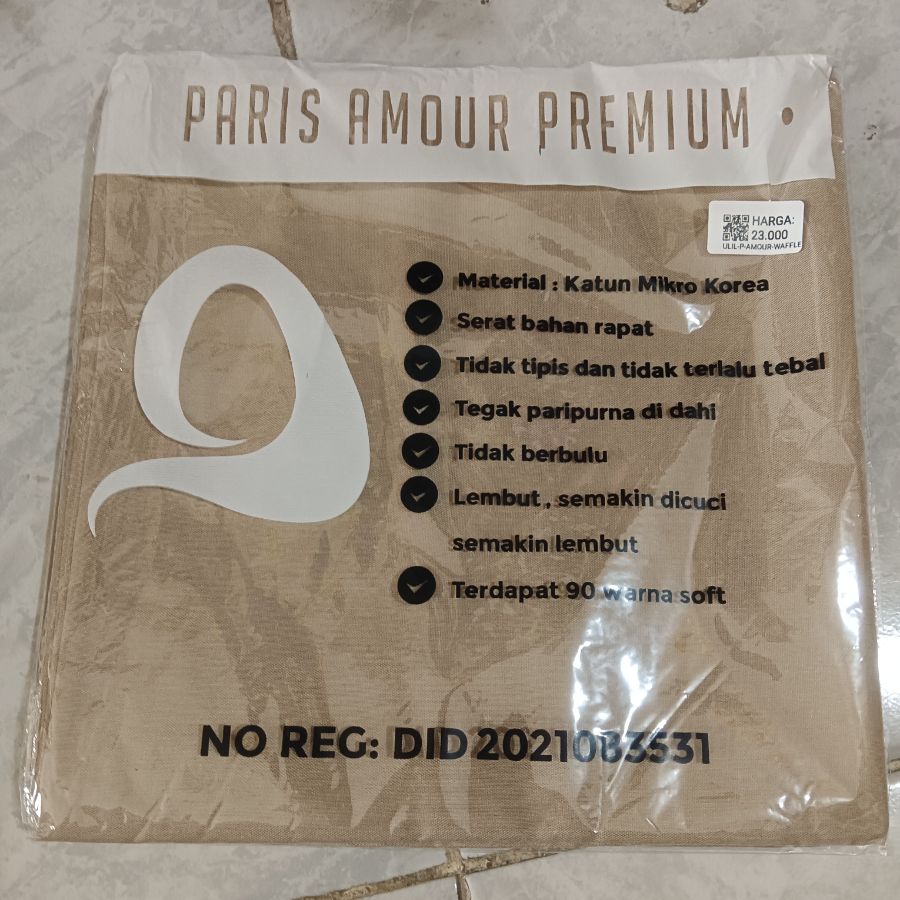 PARIS AMOUR PREMIUM
HARGA:
23.000
ULIL-P-AMOUR-WAFFLE
Material : Katun Mikro Korea
Serat bahan rapat
Tidak tipis dan tidak terlalu tebal
Tegak paripurna di dahi
Tidak berbulu
Lembut , semakin dicuci
semakin lembut
Terdapat 90 warna soft
NO REG: DID 2021083531